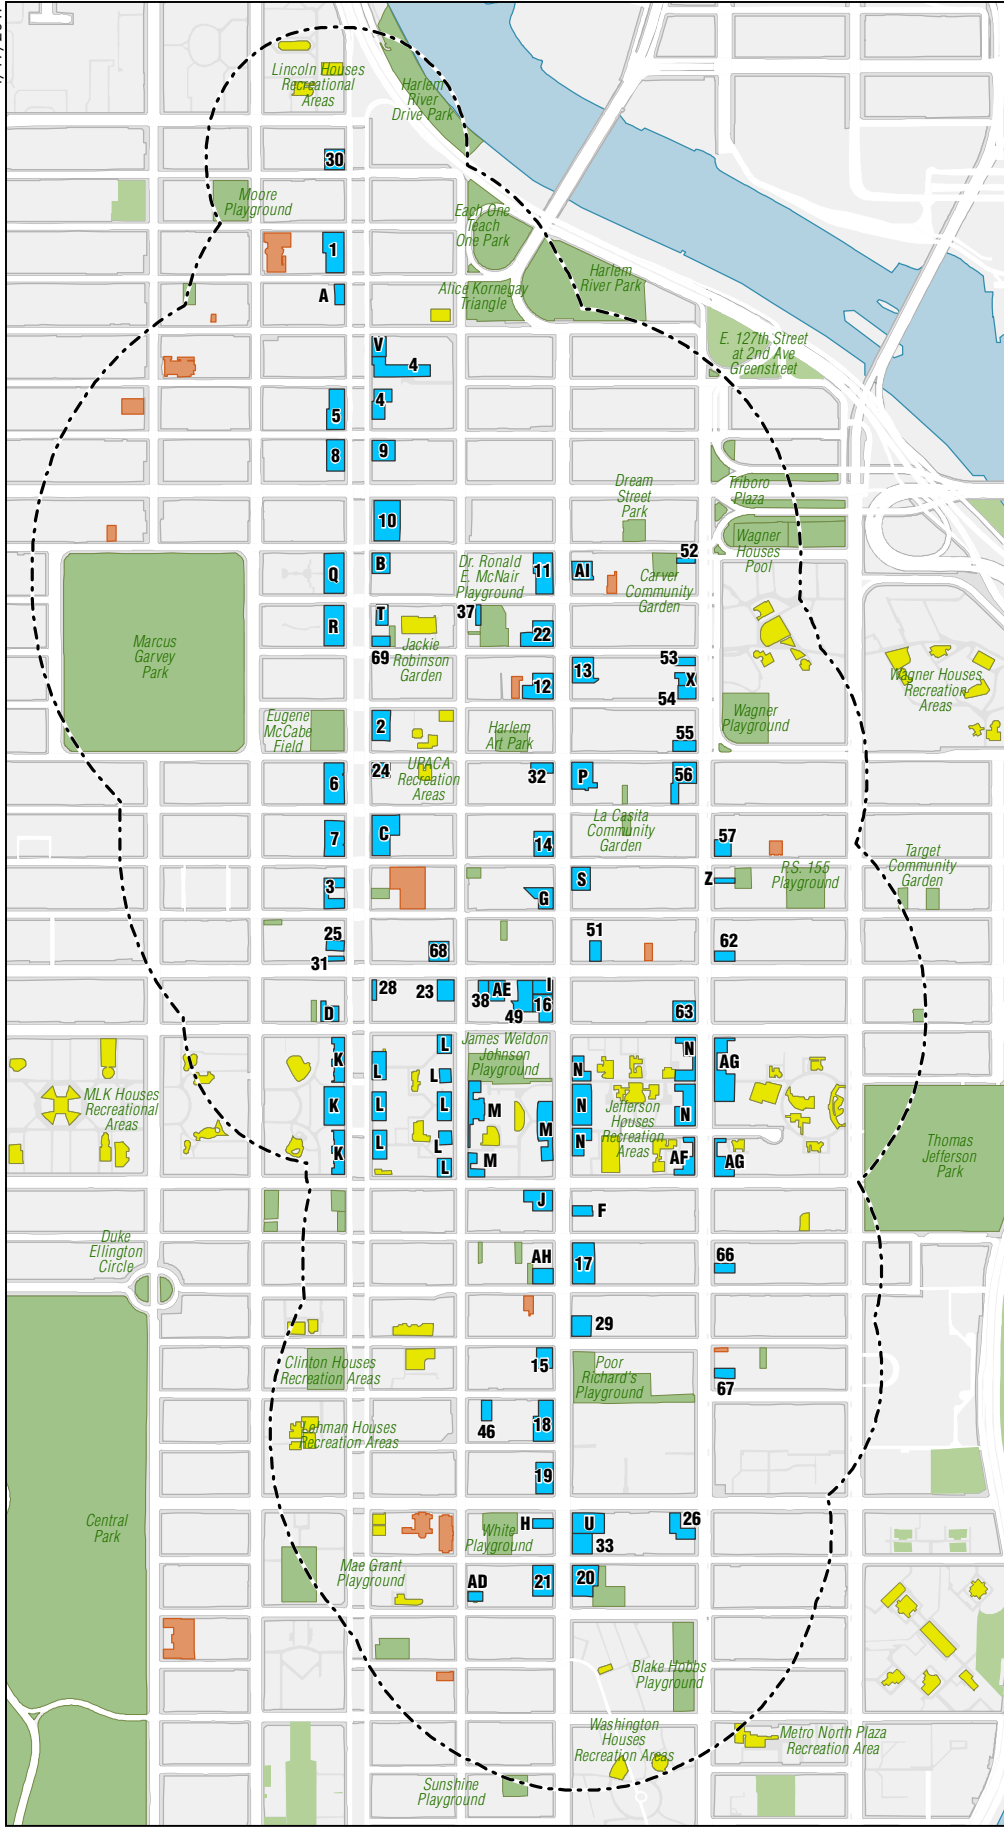 Lincoln Houses
Recreational
Areas
Harlem
River
Drive Park
30
Moore
Playground
Each One
Teach
One Park
1
Harlem
River Park
A
Alice Kornegay
Triangle
E. 127th Street
at 2nd Ave
Greenstreet
V
4
4
5
8
9
Dream
Street
Park
Triboro
Plaza
10
Wagner
Houses
Pool
52
Q
B
Dr. Ronald
E. McNair
Playground
11
AI
Carver
Community
Garden
R
T
37
22
69
Jackie
Robinson
Garden
Marcus
Garvey
Park
13
53
X
54
12
Wagner Houses
Recreation
Areas
Wagner
Playground
Eugene
McCabe
Field
2
Harlem
Art Park
55
24
UPACA
Recreation
Areas
6
32
P
56
La Casita
Community
Garden
7
C
14
57
Target
Community
Garden
3
S
Z
P.S. 155
Playground
G
25
31
68
51
62
28
23
38
AE
49
I
16
D
63
James Weldon
Johnson
Playground
K
K
K
L
L
L
L
L
L
L
L
M
M
M
N
N
N
N
N
AG
AG
AF
Jefferson
Houses
Recreation
Areas
MLK Houses
Recreational
Areas
Thomas
Jefferson
Park
J
F
Duke
Ellington
Circle
AH
17
66
29
15
Clinton Houses
Recreation Areas
Poor
Richard's
Playground
67
46
18
Lehman Houses
Recreation Areas
19
Central
Park
White
Playground
H
U
33
26
Mae Grant
Playground
AD
21
20
Blake Hobbs
Playground
Washington
Houses
Recreation Areas
Metro North Plaza
Recreation Area
Sunshine
Playground